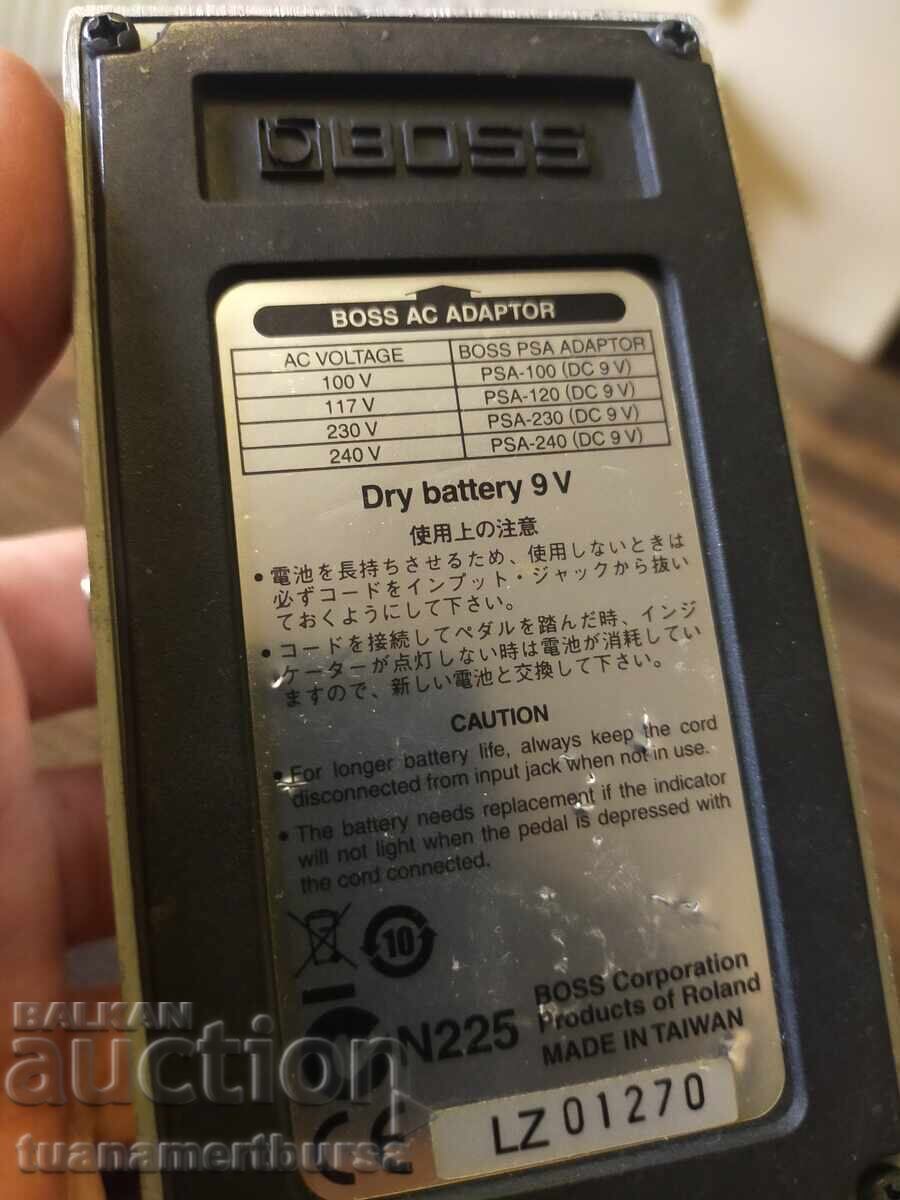 BOSS
BOSS AC ADAPTOR
AC VOLTAGE BOSS PSA ADAPTOR
100 V PSA-100 (DC 9 V)
117 V PSA-120 (DC 9 V)
230 V PSA-230 (DC 9 V)
240 V PSA-240 (DC 9 V)
Dry battery 9 V
使用上の注意
• 電池を長持ちさせるため、使用しないときは
必ずコードをインプット・ジャックから抜い
ておくようにして下さい。
• コードを接続してペダルを踏んだ時、インジ
ケーターが点灯しない時は電池が消耗してい
ますので、新しい電池と交換して下さい。
CAUTION
• For longer battery life, always keep the cord
disconnected from input jack when not in use.
• The battery needs replacement if the indicator
will not light when the pedal is depressed with
the cord connected.
10
N225
BOSS Corporation
Products of Roland
MADE IN TAIWAN
CE
LZ 01270
BALKAN
auction
tuanamertbursa